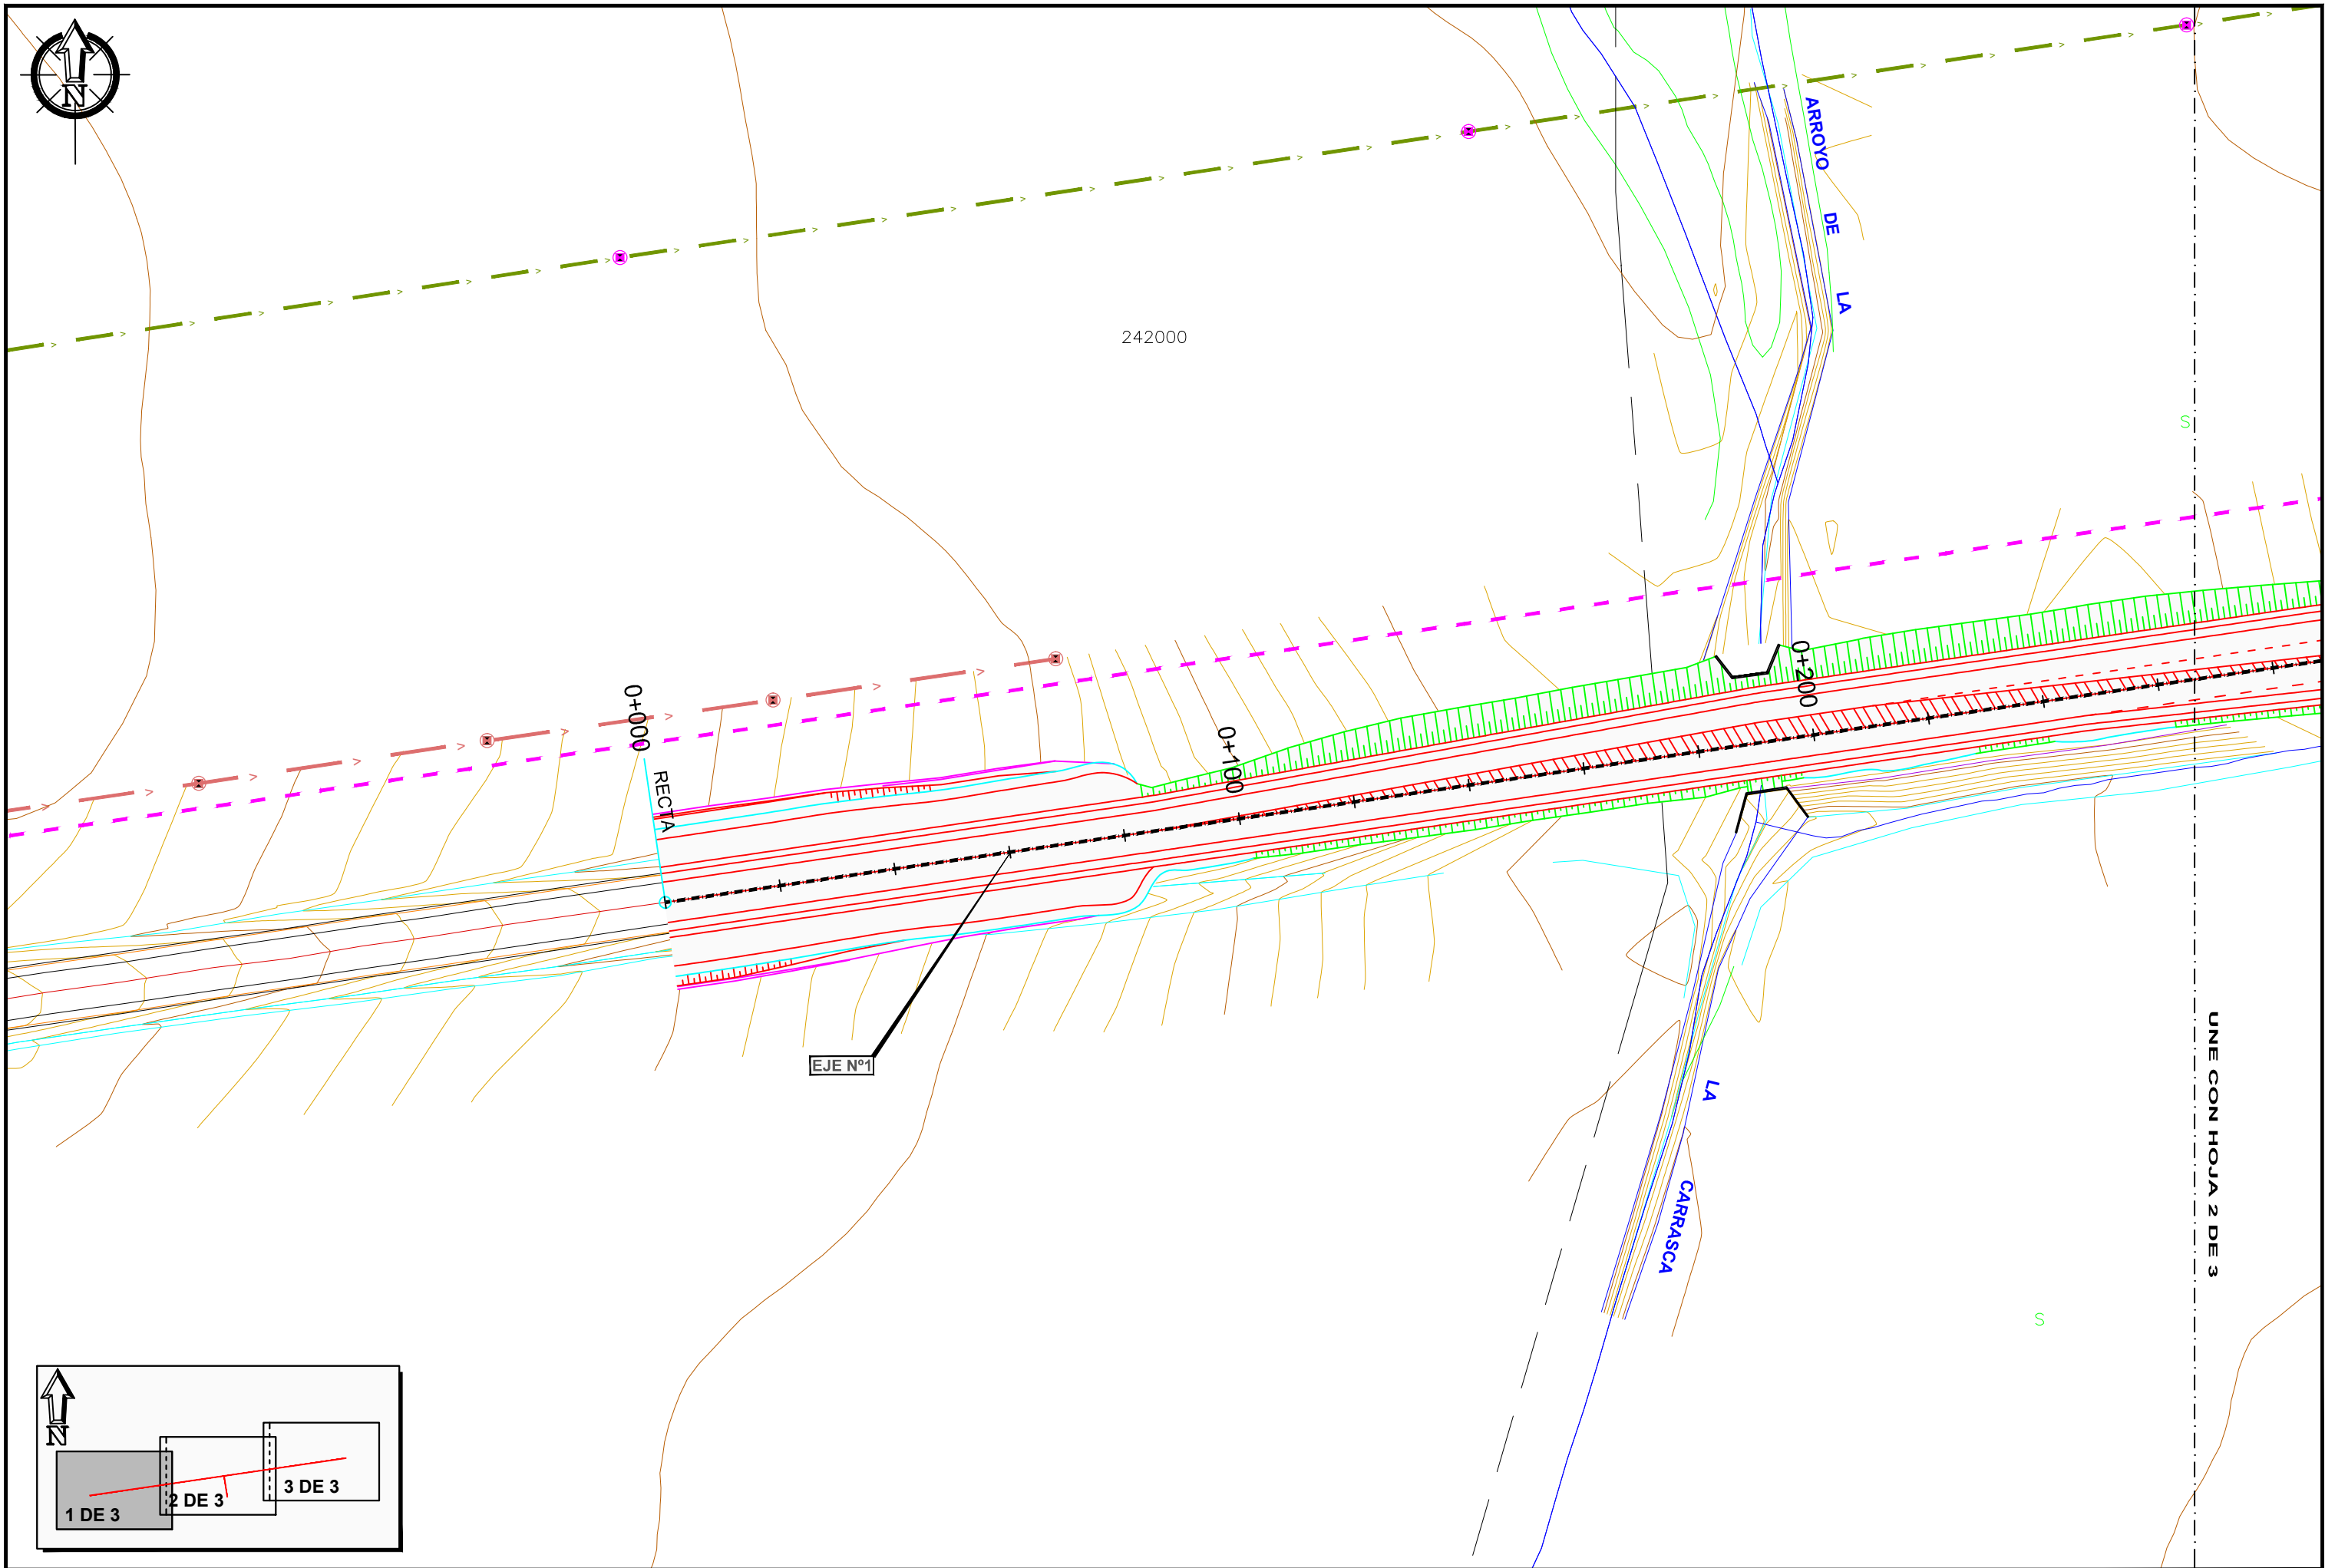 N
ARROYO
DE
LA
242000
S
0+000
RECTA
0+100
0+200
EJE Nº1
LA
CARRASCA
UNE CON HOJA 2 DE 3
S
N
1 DE 3
2 DE 3
3 DE 3